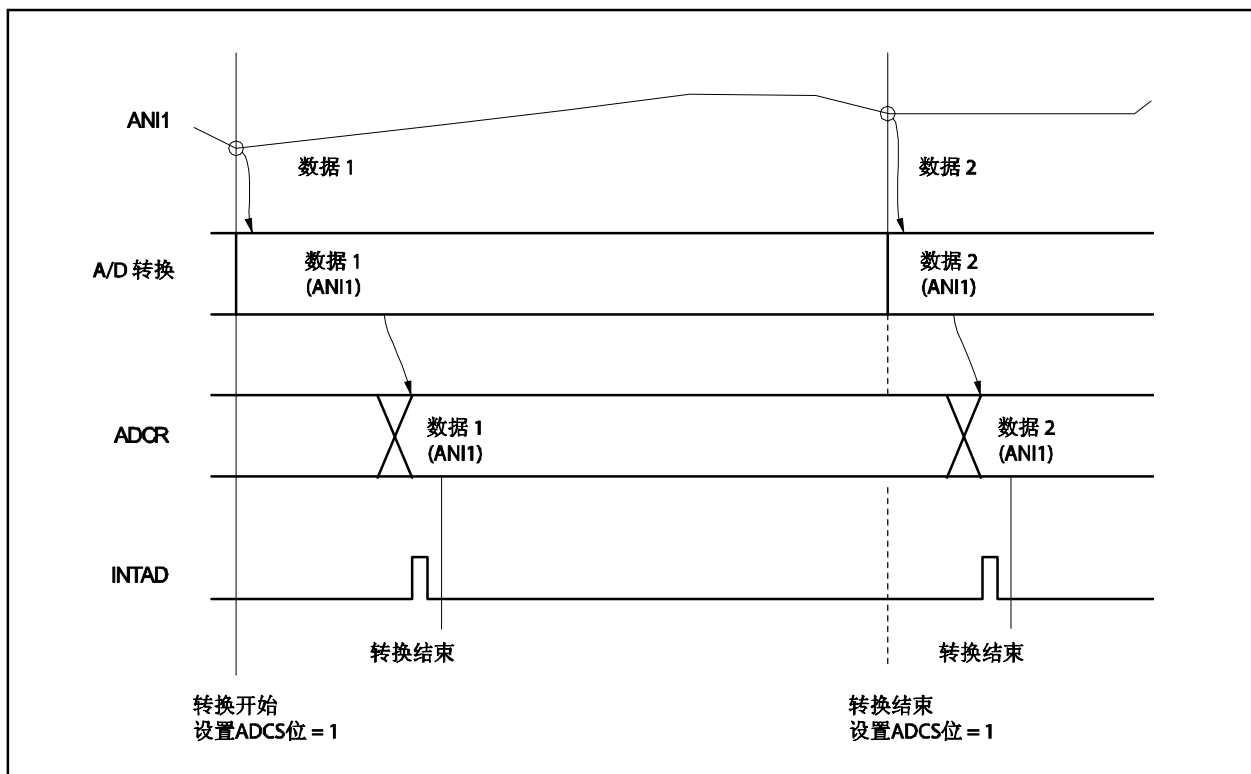 ANI1
数据 1
数据 2
A/D 转换
数据 1
(ANI1)
数据 2
(ANI1)
ADCR
数据 1
(ANI1)
数据 2
(ANI1)
INTAD
转换结束
转换结束
转换开始
设置ADCS位 = 1
转换结束
设置ADCS位 = 1